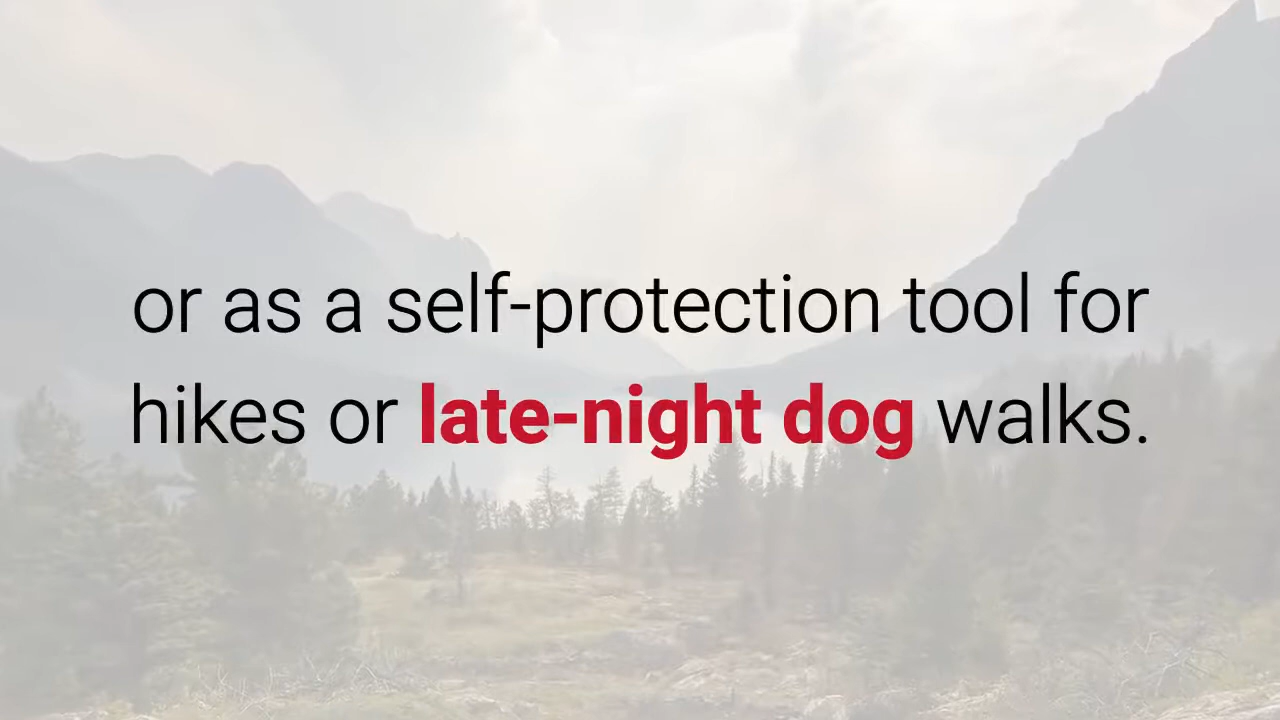 or as a self-protection tool for
hikes or late-night dog walks.